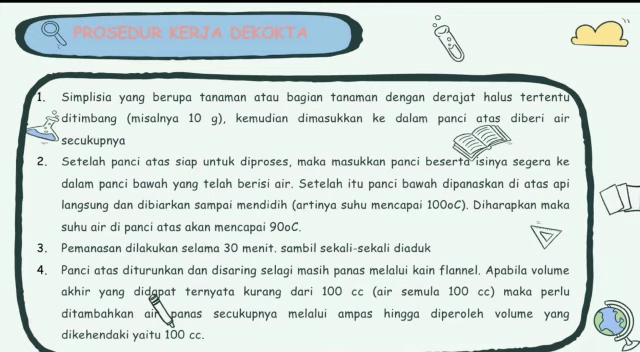 PROSEDUR KERJA DEKOKTA
1. Simplisia yang berupa tanaman atau bagian tanaman dengan derajat halus tertentu
ditimbang (misalnya 10 g), kemudian dimasukkan ke dalam panci atas diberi air
secukupnya
2. Setelah panci atas siap untuk diproses, maka masukkan panci beserta isinya segera ke
dalam panci bawah yang telah berisi air. Setelah itu panci bawah dipanaskan di atas api
langsung dan dibiarkan sampai mendidih (artinya suhu mencapai 100oC). Diharapkan maka
suhu air di panci atas akan mencapai 90oC.
3. Pemanasan dilakukan selama 30 menit. sambil sekali-sekali diaduk
4. Panci atas diturunkan dan disaring selagi masih panas melalui kain flannel. Apabila volume
akhir yang didapat ternyata kurang dari 100 cc (air semula 100 cc) maka perlu
ditambahkan air panas secukupnya melalui ampas hingga diperoleh volume yang
dikehendaki yaitu 100 cc.